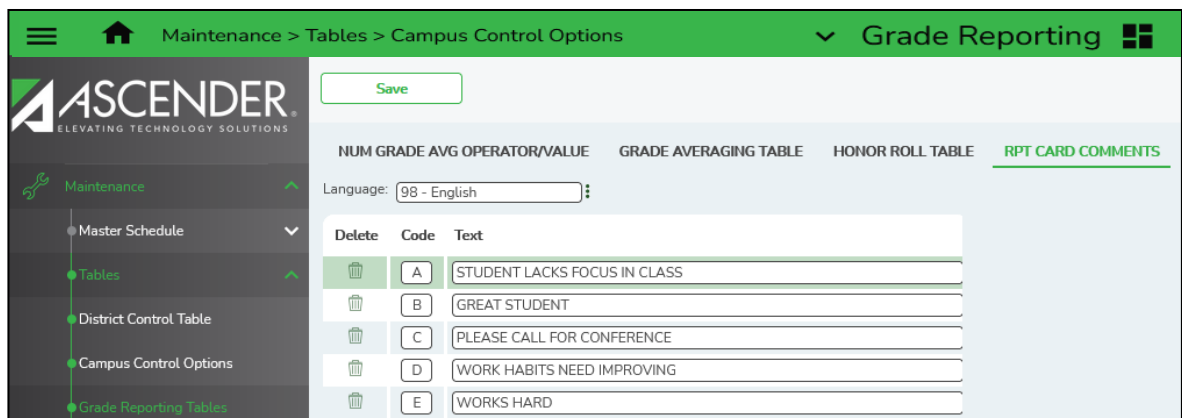 Maintenance > Tables > Campus Control Options
Grade Reporting
ASCENDER®
ELEVATING TECHNOLOGY SOLUTIONS
Save
NUM GRADE AVG OPERATOR/VALUE GRADE AVERAGING TABLE HONOR ROLL TABLE RPT CARD COMMENTS
Maintenance
Language: 98 - English
Master Schedule
Delete Code Text
Tables
A STUDENT LACKS FOCUS IN CLASS
B GREAT STUDENT
District Control Table
C PLEASE CALL FOR CONFERENCE
Campus Control Options
D WORK HABITS NEED IMPROVING
Grade Reporting Tables
E WORKS HARD